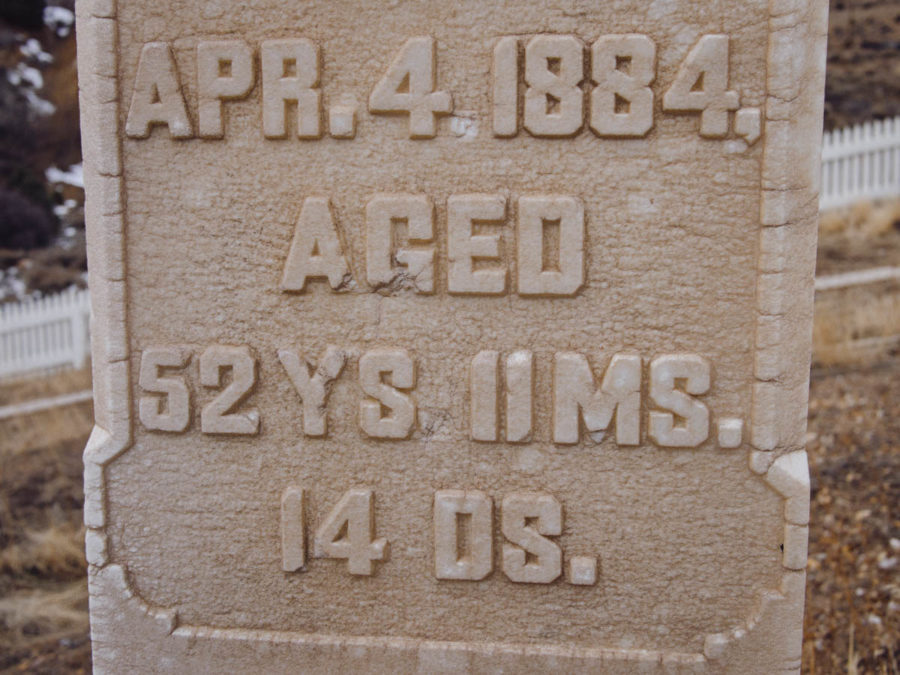 APR. 4 1884,
AGED
52 YS 11 MS.
14 DS.